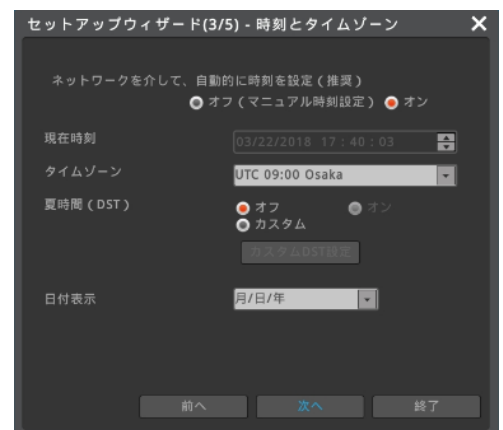 セットアップウィザード(3/5) - 時刻とタイムゾーン
ネットワークを介して、自動的に時刻を設定(推奨)
オフ(マニュアル時刻設定) オン
現在時刻 03/22/2018 17:40:03
タイムゾーン UTC 09:00 Osaka
夏時間(DST) オフ オン
カスタム
カスタムDST設定
日付表示 月/日/年
前へ 次へ 終了